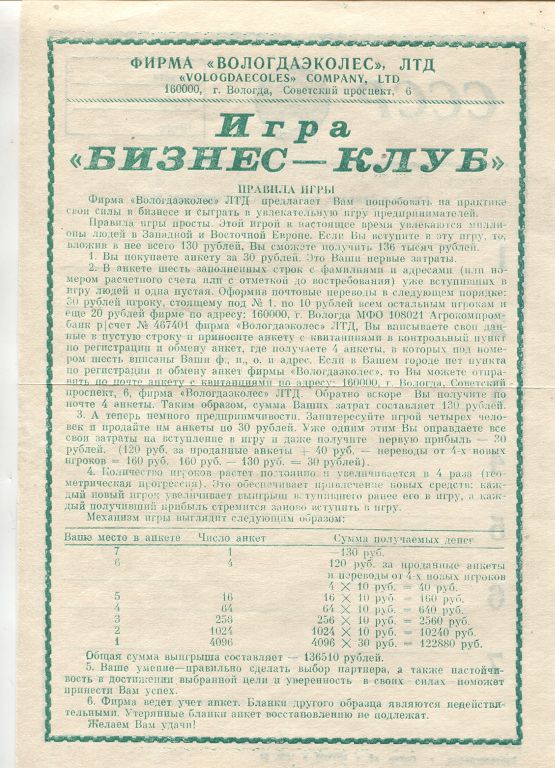 ФИРМА «ВОЛОГДАЭКОЛЕС», ЛТД
«VOLOGDAECOLES» COMPANY, LTD
160000, г. Вологда, Советский проспект, 6
Игра
«БИЗНЕС—КЛУБ»
ПРАВИЛА ИГРЫ
Фирма «Вологдаэколес» ЛТД предлагает Вам попробовать на практике
свои силы в бизнесе и сыграть в увлекательную игру предпринимателей.
Правила игры просты. Этой игрой в настоящее время увлекаются милли-
опы людей в Западной и Восточной Европе. Если Вы вступите в эту игру, то,
вложив в нее всего 130 рублей, Вы сможете получить 136 тысяч рублей.
1. Вы покупаете анкету за 30 рублей. Это Ваши первые затраты.
2. В анкете шесть заполненных строк с фамилиями и адресами (или но-
мером расчетного счета или с отметкой до востребования) уже вступивших в
игру людей и одна пустая. Оформив почтовые переводы в следующем порядке:
30 рублей игроку, стоящему под № 1, по 10 рублей всем остальным игрокам и
еще 20 рублей фирме по адресу: 160000, г. Вологда МФО 108021 Агрокомпром-
банк р|счет № 467401 фирма «Вологдаэколес» ЛТД, Вы вписываете свои дан-
ные в пустую строку и приносите анкету с квитанциями в контрольный пункт
по регистрации и обмену анкет, где получаете 4 анкеты, в которых под номе-
ром шесть вписаны Ваши ф., и., о. и адрес. Если в Вашем городе нет пункта
по регистрации и обмену анкет фирмы «Вологдаэколес», то Вы можете отпра-
вить по почте анкету с квитанциями по адресу: 160000, г. Вологда, Советский
проспект, 6, фирма «Вологдаэколес» ЛТД. Обратно вскоре Вы получите по
почте 4 анкеты. Таким образом, сумма Ваших затрат составляет 130 рублей.
3. А теперь немного предприимчивости. Заинтересуйте игрой четырех чело-
век и продайте им анкеты по 30 рублей. Уже одним этим Вы оправдаете все
свои затраты на вступление в игру и даже получите первую прибыль — 30
рублей. (120 руб. за проданные анкеты + 40 руб. — переводы от 4-х новых
игроков = 160 руб. 160 руб. — 130 руб. = 30 рублей).
4. Количество игроков растет постоянно и увеличивается в 4 раза (гео-
метрическая прогрессия). Это обеспечивает привлечение новых средств: каж-
дый новый игрок увеличивает выигрыш вступившего ранее его в игру, а каж-
дый получивший прибыль стремится заново вступить в игру.
Механизм игры выглядит следующим образом:
Ваше место в анкете Число анкет Сумма получаемых денег
7 1 —130 руб.
6 4 120 руб. за проданные анкеты
и переводы от 4-х новых игроков
4 × 10 руб. = 40 руб.
5 16 16 × 10 руб. = 160 руб.
4 64 64 × 10 руб. = 640 руб.
3 256 256 × 10 руб. = 2560 руб.
2 1024 1024 × 10 руб. = 10240 руб.
1 4096 4096 × 30 руб. = 122880 руб.
Общая сумма выигрыша составляет — 136510 рублей.
5. Ваше умение—правильно сделать выбор партнера, а также настойчи-
вость в достижении выбранной цели и уверенность в своих силах поможет
принести Вам успех.
6. Фирма ведет учет анкет. Бланки другого образца являются недействи-
тельными. Утерянные бланки анкет восстановлению не подлежат.
Желаем Вам удачи!